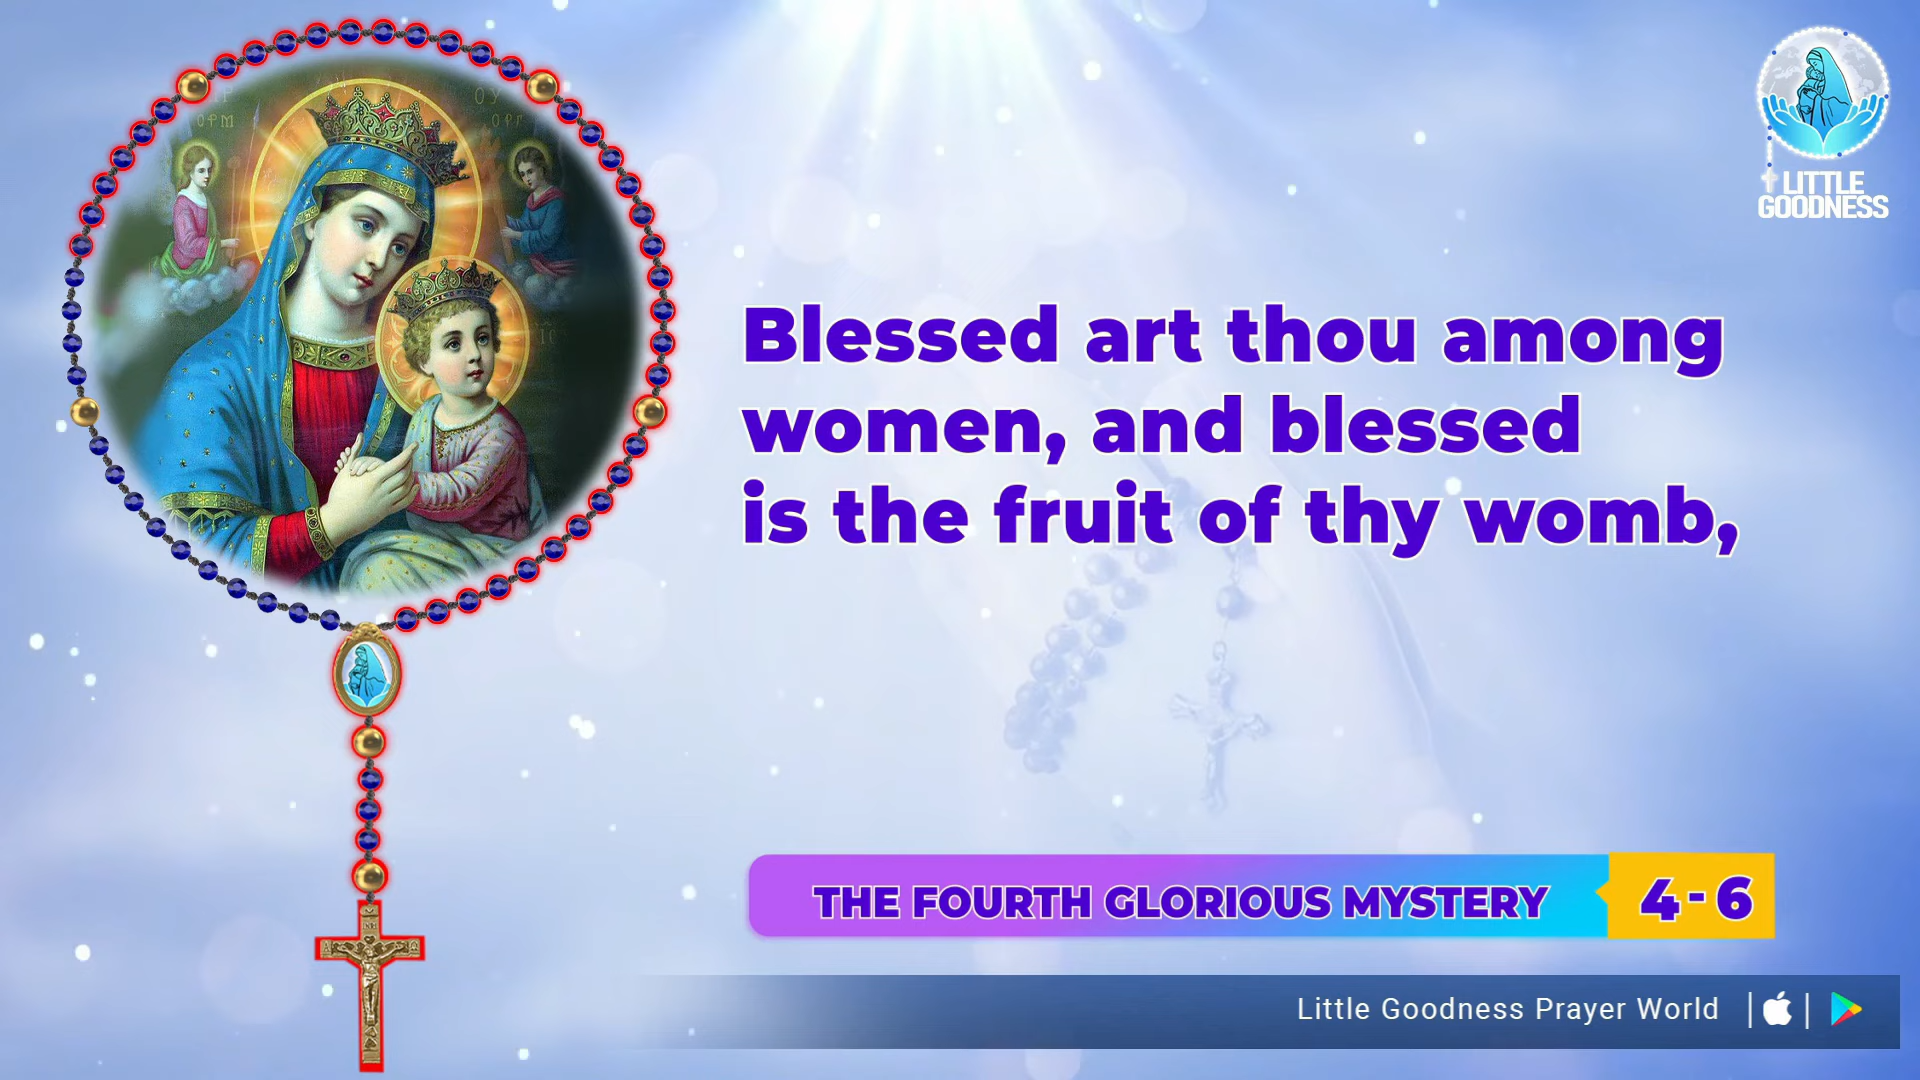 LITTLE
GOODNESS
Blessed art thou among
women, and blessed
is the fruit of thy womb,
THE FOURTH GLORIOUS MYSTERY
4-6
Little Goodness Prayer World